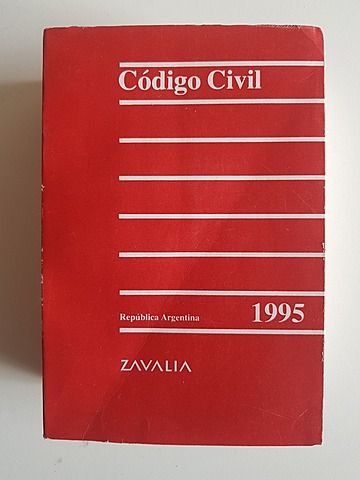 Código Civil
República Argentina 1995
ZAVALIA